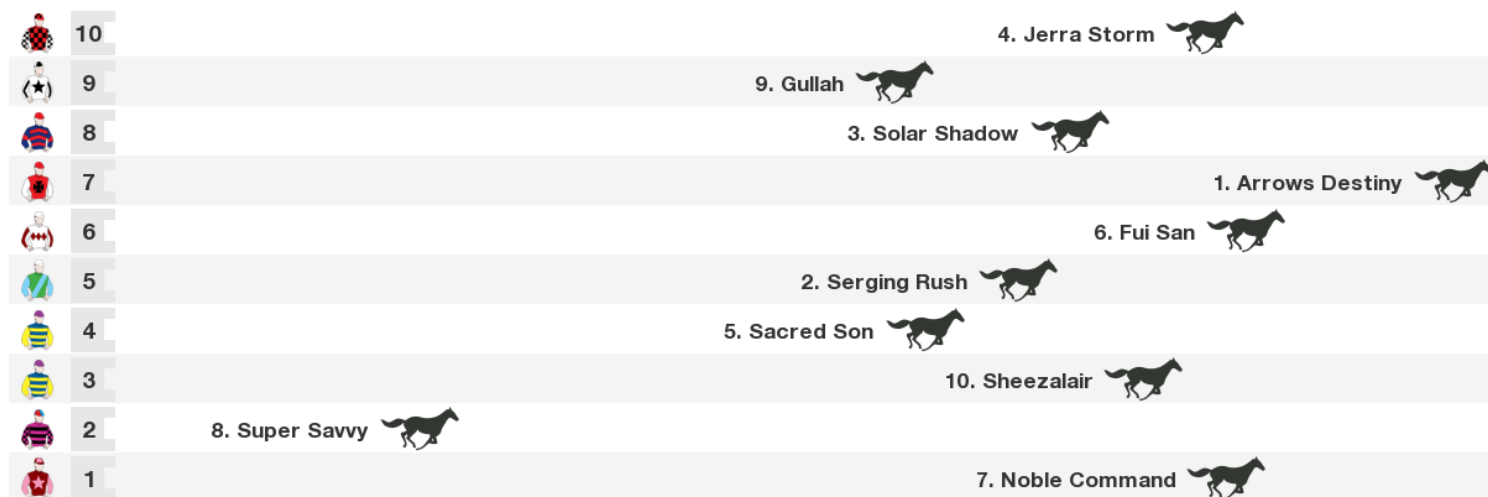 10 4. Jerra Storm
9 9. Gullah
8 3. Solar Shadow
7 1. Arrows Destiny
6 6. Fui San
5 2. Serging Rush
4 5. Sacred Son
3 10. Sheezalair
2 8. Super Savvy
1 7. Noble Command